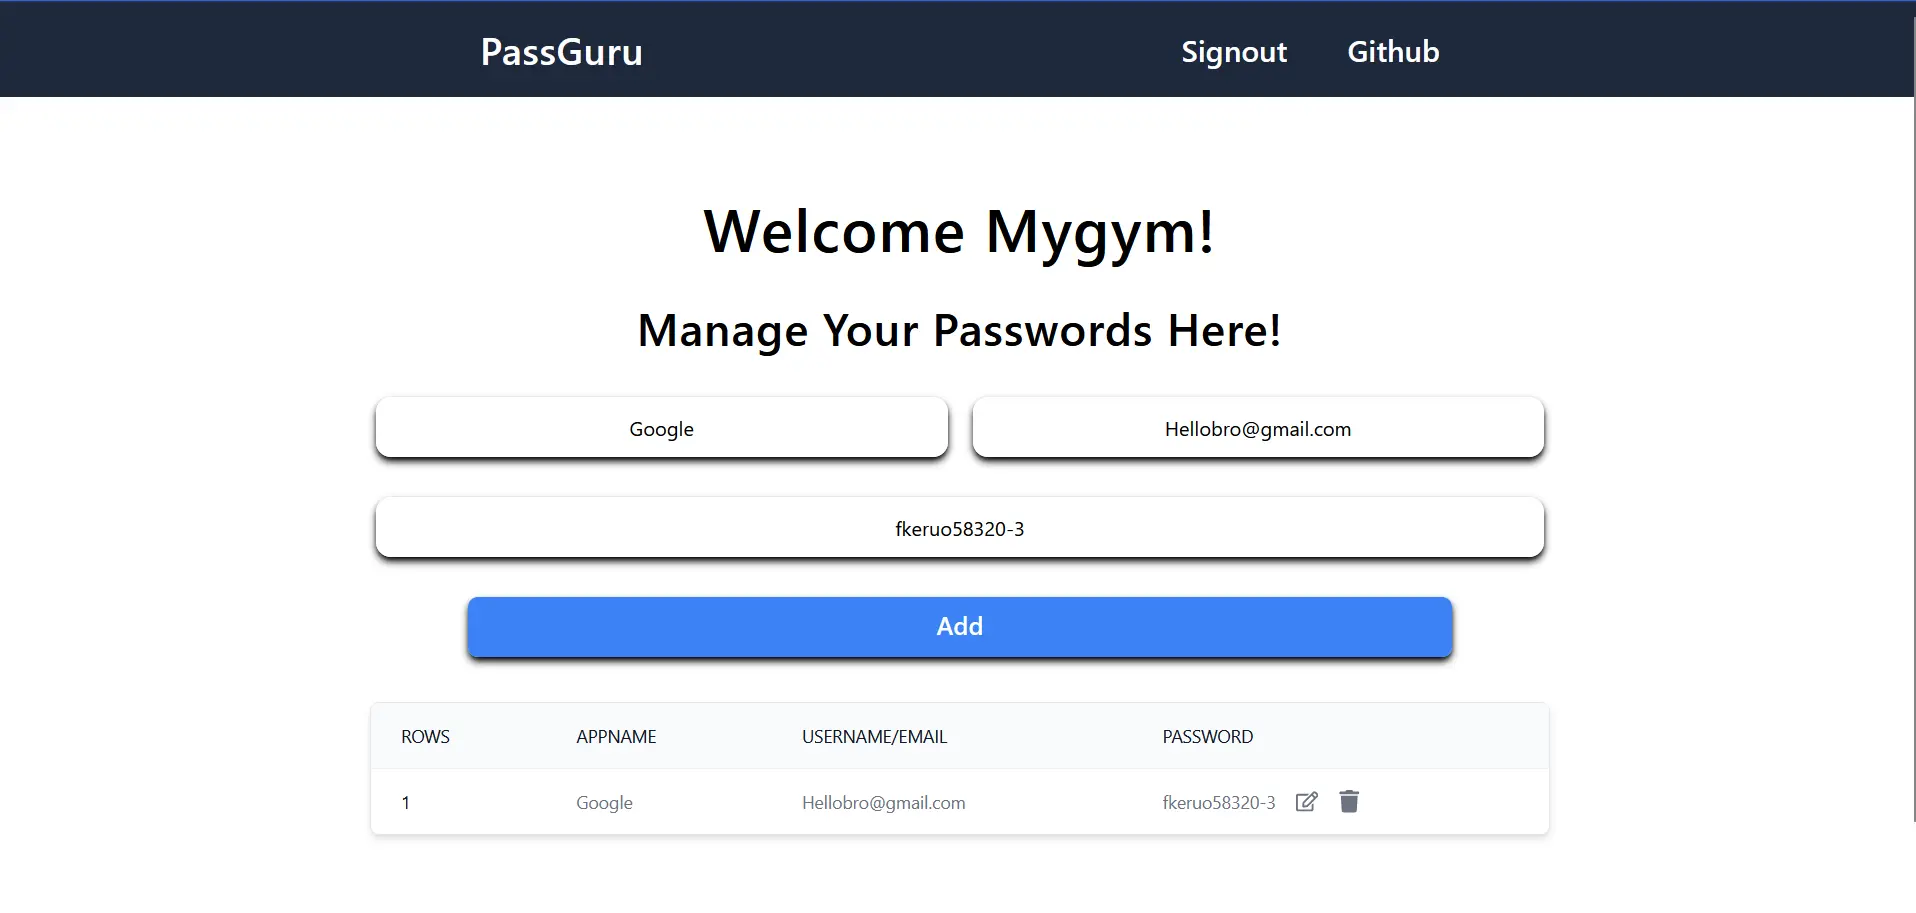 PassGuru Signout Github
Welcome Mygym!
Manage Your Passwords Here!
Google Hellobro@gmail.com
fkeruo58320-3
Add
ROWS APPNAME USERNAME/EMAIL PASSWORD
1 Google Hellobro@gmail.com fkeruo58320-3